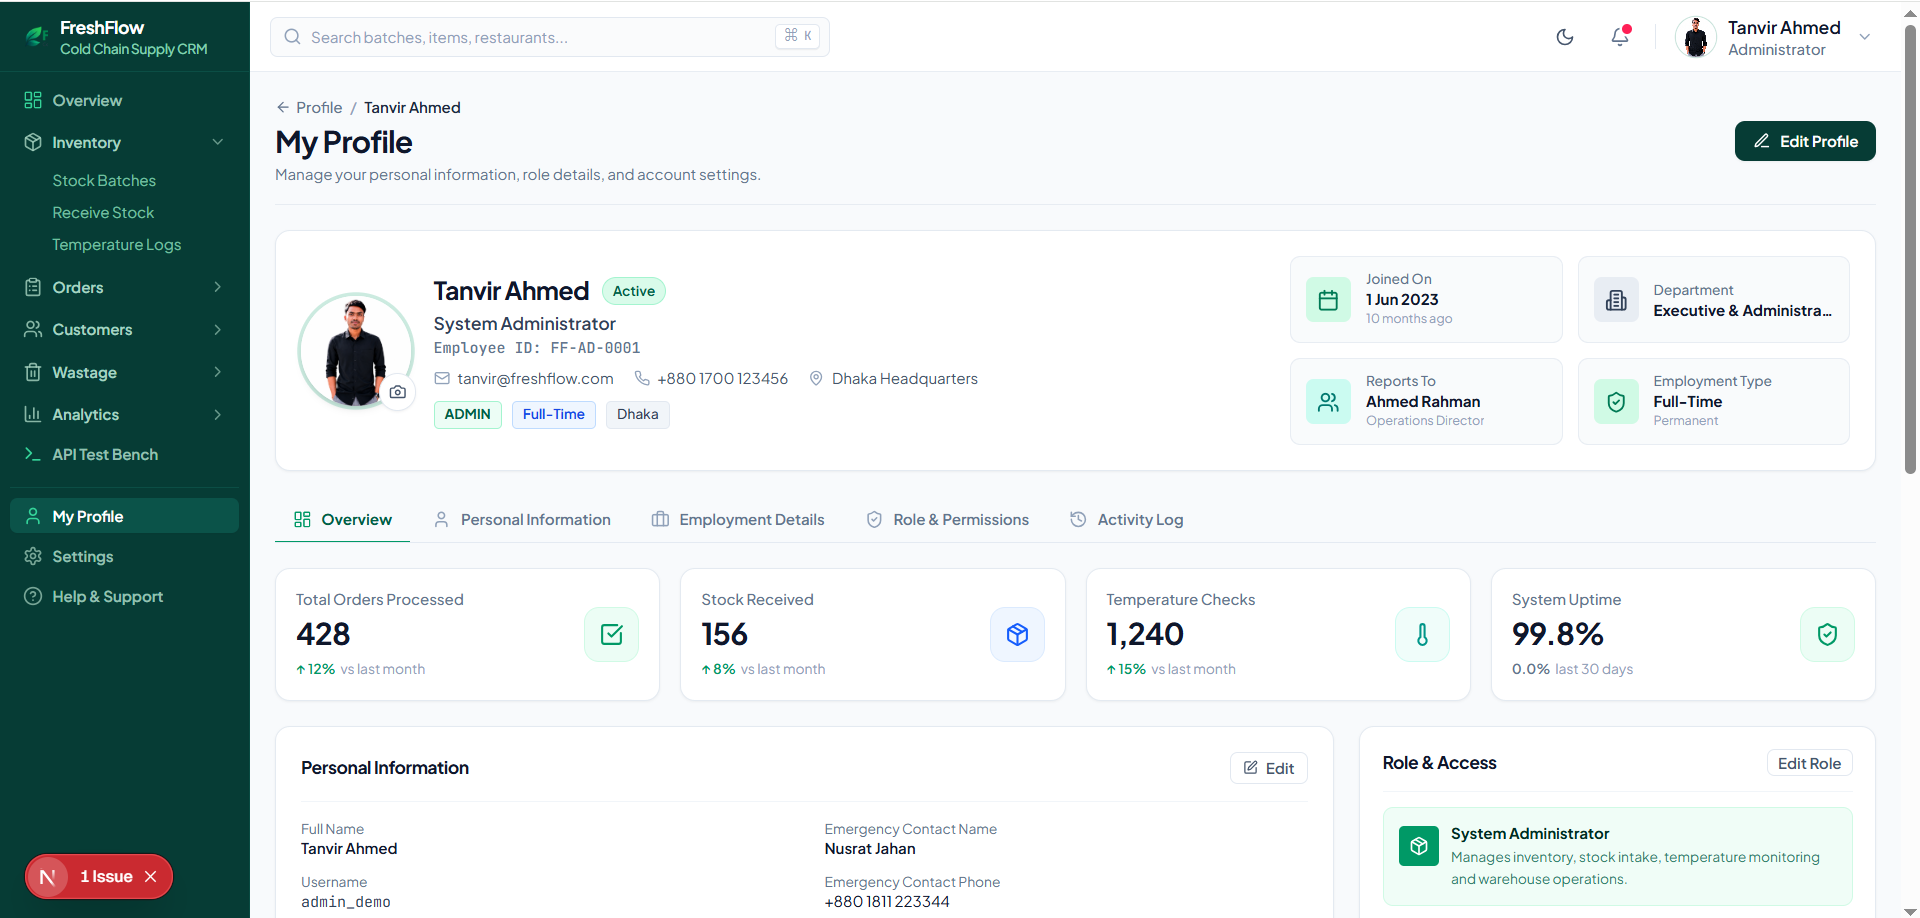 FreshFlow
Cold Chain Supply CRM
Overview
Inventory
Stock Batches
Receive Stock
Temperature Logs
Orders
Customers
Wastage
Analytics
API Test Bench
My Profile
Settings
Help & Support
N 1 Issue
Search batches, items, restaurants...
⌘ K
Tanvir Ahmed
Administrator
← Profile / Tanvir Ahmed
My Profile
Manage your personal information, role details, and account settings.
Edit Profile
Tanvir Ahmed Active
System Administrator
Employee ID: FF-AD-0001
tanvir@freshflow.com +880 1700 123456 Dhaka Headquarters
ADMIN Full-Time Dhaka
Joined On
1 Jun 2023
10 months ago
Department
Executive & Administra...
Reports To
Ahmed Rahman
Operations Director
Employment Type
Full-Time
Permanent
Overview Personal Information Employment Details Role & Permissions Activity Log
Total Orders Processed
428
↑ 12% vs last month
Stock Received
156
↑ 8% vs last month
Temperature Checks
1,240
↑ 15% vs last month
System Uptime
99.8%
0.0% last 30 days
Personal Information
Edit
Full Name
Tanvir Ahmed
Emergency Contact Name
Nusrat Jahan
Username
admin_demo
Emergency Contact Phone
+880 1811 223344
Role & Access
Edit Role
System Administrator
Manages inventory, stock intake, temperature monitoring
and warehouse operations.